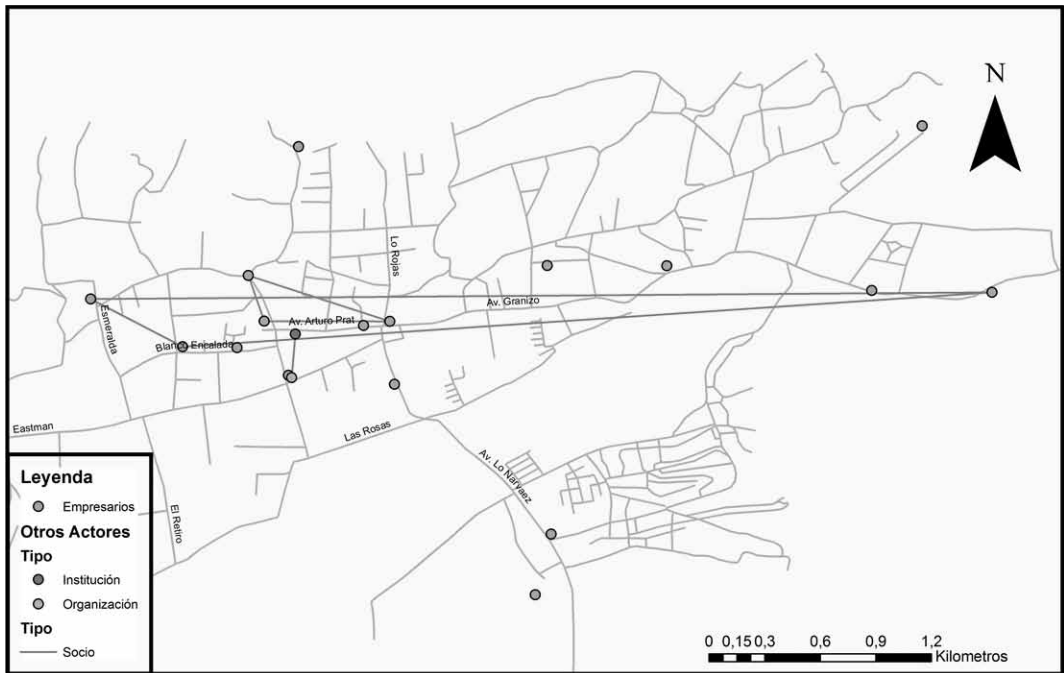 N
Lo Rojas
Av. Granizo
Esmeralda
Av. Arturo Prat
Blanco Encalada
Eastman
Las Rosas
Av. Lo Narvaez
El Retiro
Leyenda
Empresarios
Otros Actores
Tipo
Institución
Organización
Tipo
Socio
0 0,15 0,3 0,6 0,9 1,2
Kilometros